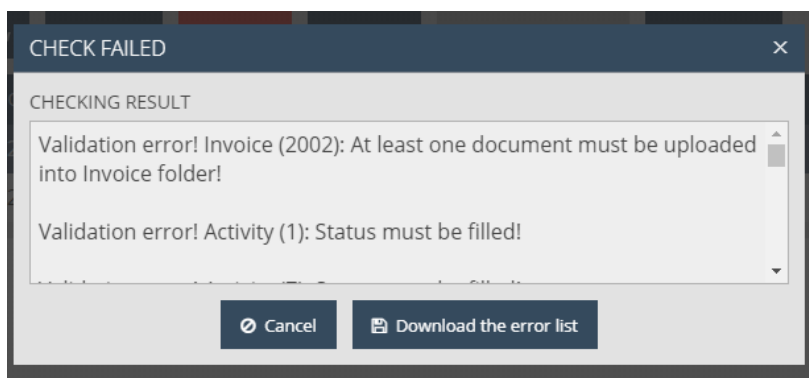 CHECK FAILED
CHECKING RESULT
Validation error! Invoice (2002): At least one document must be uploaded
into Invoice folder!
Validation error! Activity (1): Status must be filled!
Cancel
Download the error list